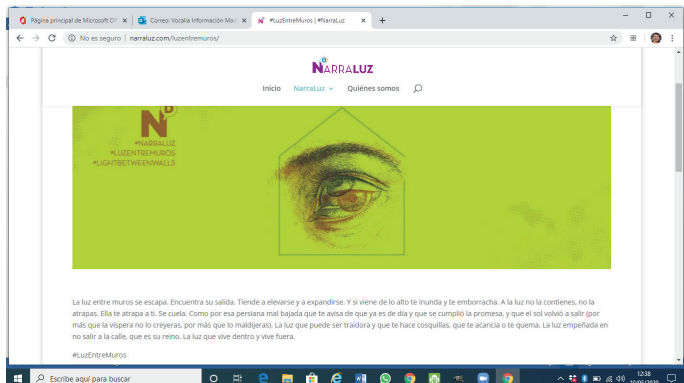 Página principal de Microsoft Of
Correo: Vocalía Información Mad
#LuzEntreMuros | #NarraLuz
No es seguro | narraluz.com/luzentremuros/
NARRALUZ
Inicio NarraLuz Quiénes somos
ND
#NARRALUZ
#LUZENTREMUROS
#LIGHTBETWEENWALLS
La luz entre muros se escapa. Encuentra su salida. Tiende a elevarse y a expandirse. Y si viene de lo alto te inunda y te emborracha. A la luz no la contienes, no la
atrapas. Ella te atrapa a ti. Se cuela. Como por esa persiana mal bajada que te avisa de que ya es de día y que se cumplió la promesa, y que el sol volvió a salir (por
más que la víspera no lo creyeras, por más que lo maldijeras). La luz que puede ser traidora y que te hace cosquillas, que te acaricia o te quema. La luz empeñada en
no salir a la calle, que es su reino. La luz que vive dentro y vive fuera.
#LuzEntreMuros
Escribe aquí para buscar
12:38
10/05/2020